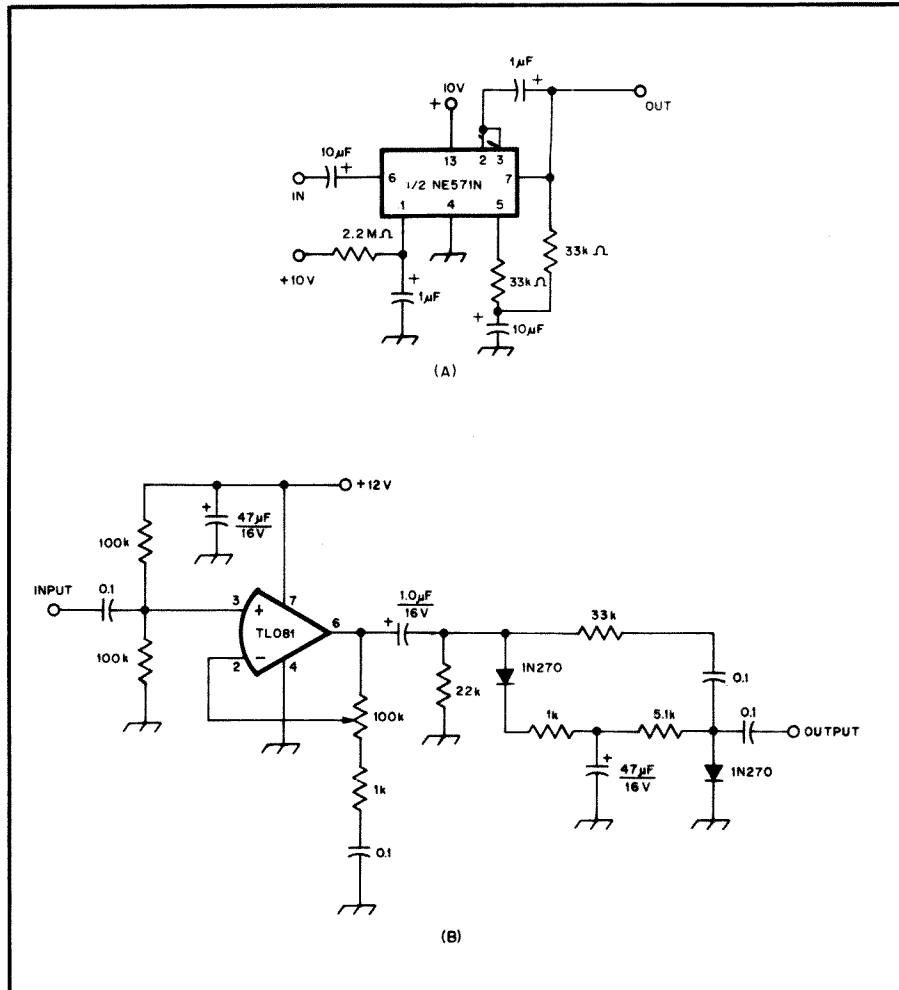 1µF
+
OUT
10V
+
10µF
+
IN
13
2
3
6
1/2 NE571N
7
1
4
5
2.2MΩ
+10V
+
1µF
33kΩ
33kΩ
+
10µF
(A)
+12V
+
47µF
16V
100k
INPUT
0.1
3
+
7
TL081
6
2
−
4
100k
+
1.0µF
16V
22k
33k
1N270
0.1
1k
5.1k
0.1
OUTPUT
+
47µF
16V
1N270
100k
1k
0.1
(B)